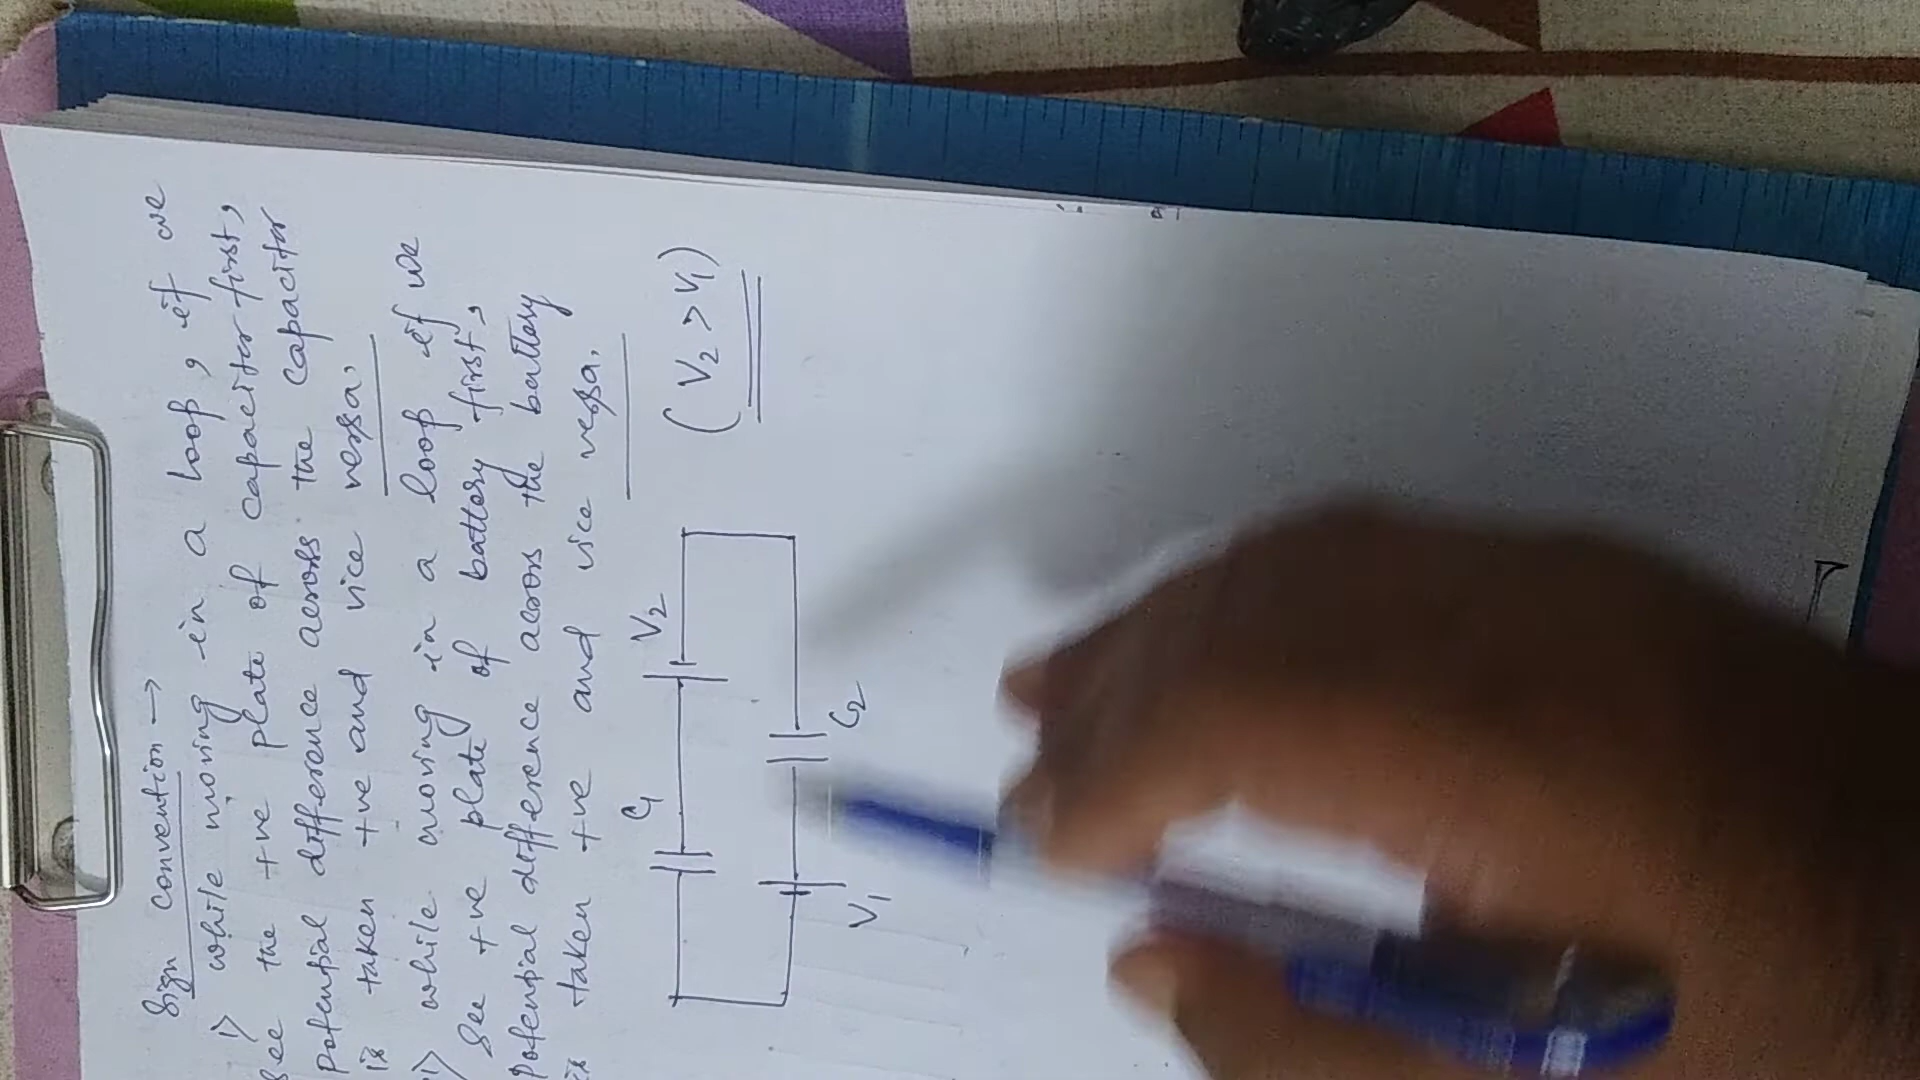 Sign convention →
i) while moving in a loop, if we
see the +ve plate of capacitor first,
potential difference across the capacitor
is taken +ve and vice versa.
ii) while moving in a loop if we
see +ve plate of battery first,
potential difference across the battery
is taken +ve and vice versa.
C1 V2
(V2 > V1)
V1 C2